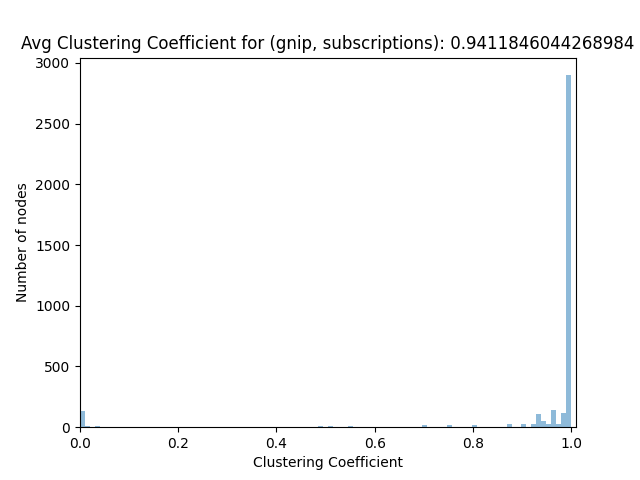 Avg Clustering Coefficient for (gnip, subscriptions): 0.9411846044268984
3000
2500
2000
1500
1000
500
0
Number of nodes
0.0 0.2 0.4 0.6 0.8 1.0
Clustering Coefficient